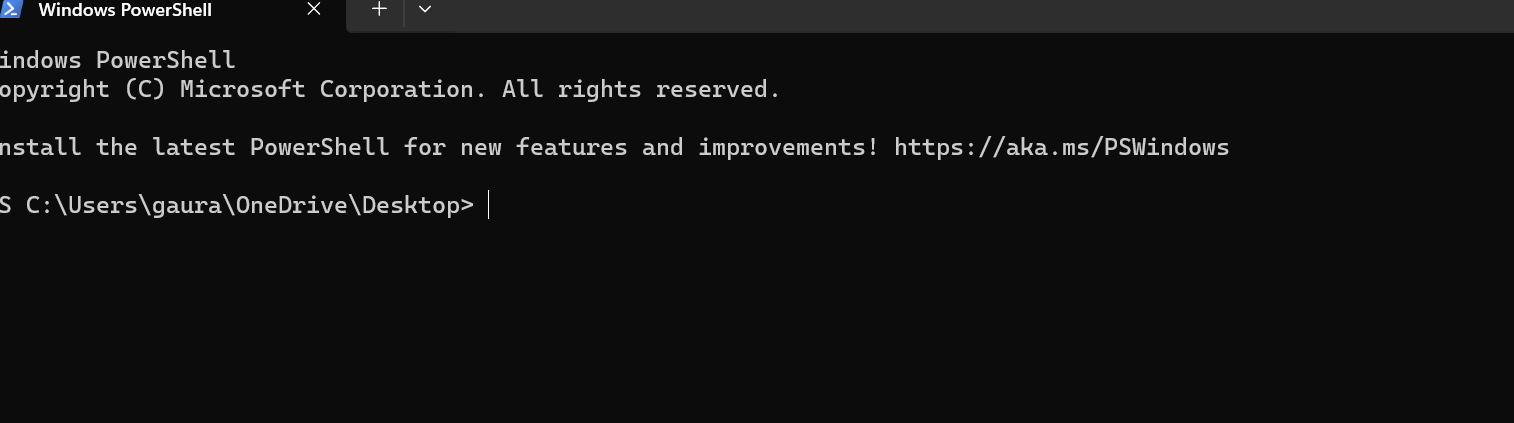 Windows PowerShell
indows PowerShell
opyright (C) Microsoft Corporation. All rights reserved.
nstall the latest PowerShell for new features and improvements! https://aka.ms/PSWindows
S C:\Users\gaura\OneDrive\Desktop>